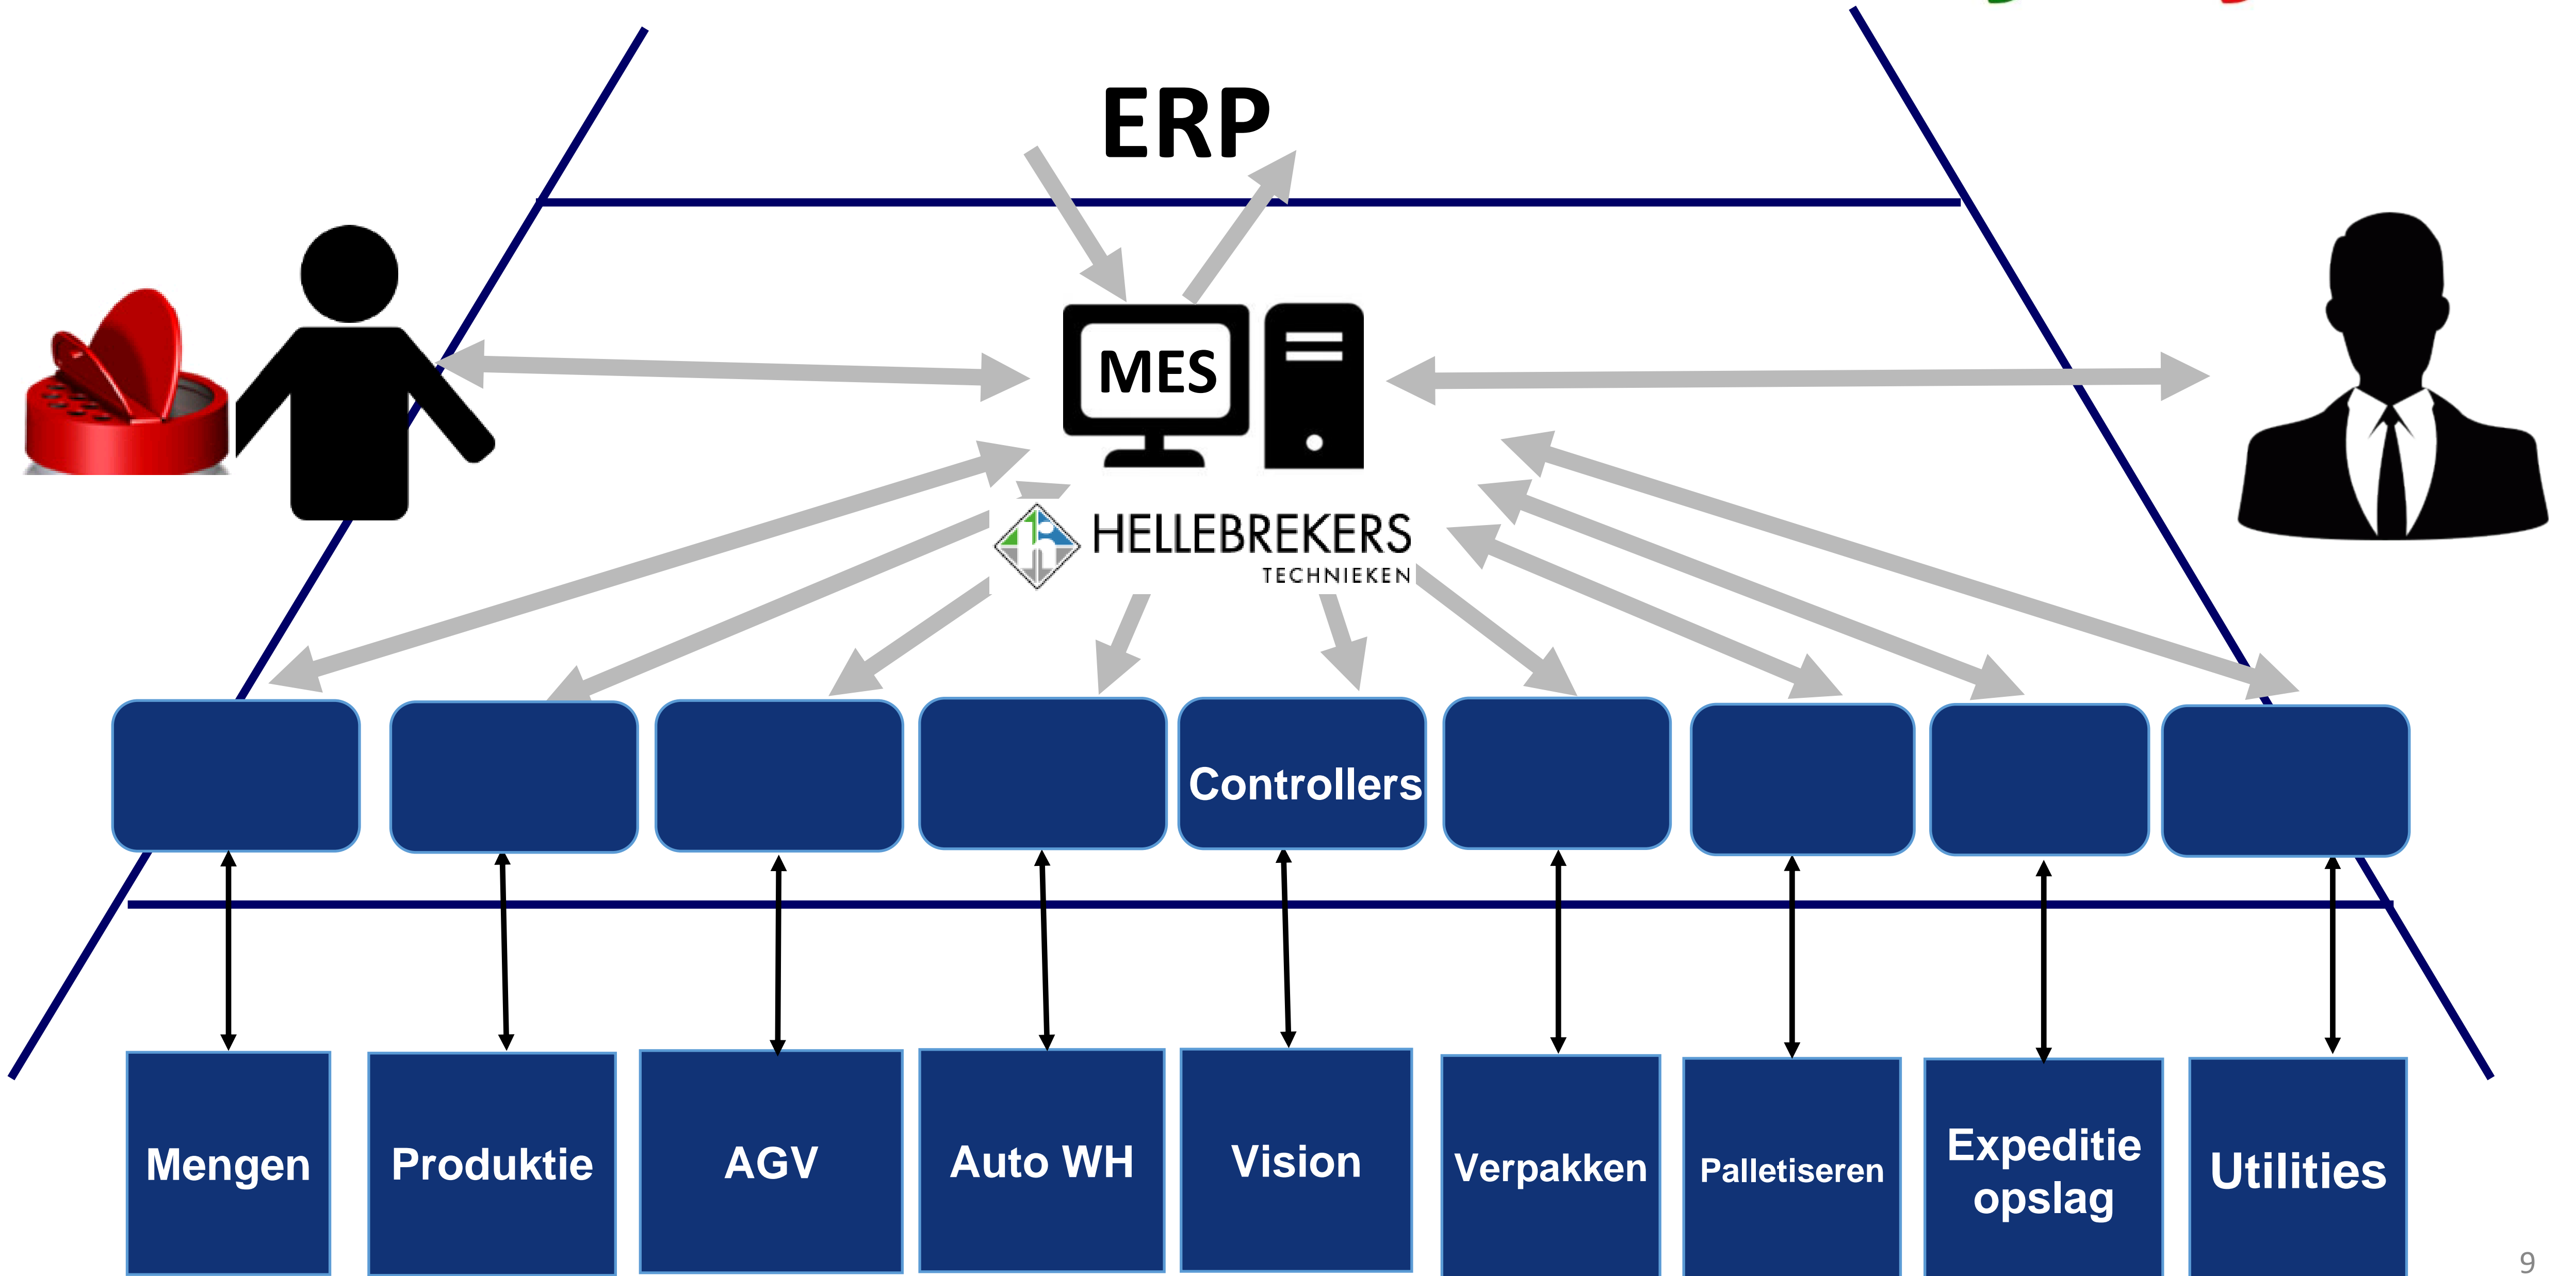 ERP
MES
HELLEBREKERS
TECHNIEKEN
Controllers
Mengen
Produktie
AGV
Auto WH
Vision
Verpakken
Palletiseren
Expeditie
opslag
Utilities
9